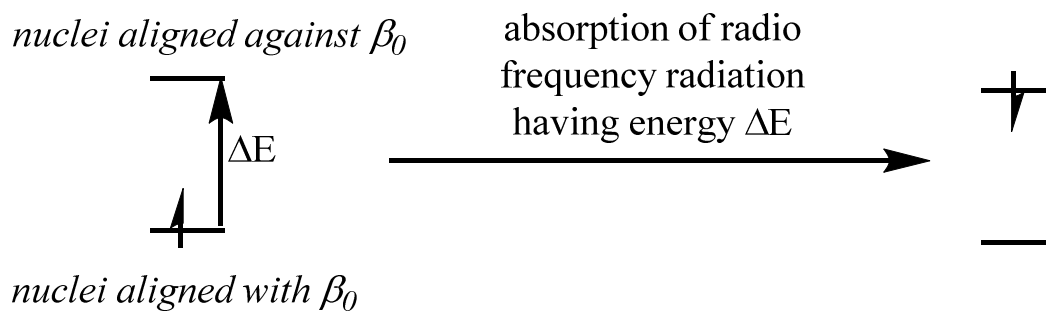 nuclei aligned against β0
absorption of radio
frequency radiation
having energy ΔE
ΔE
nuclei aligned with β0